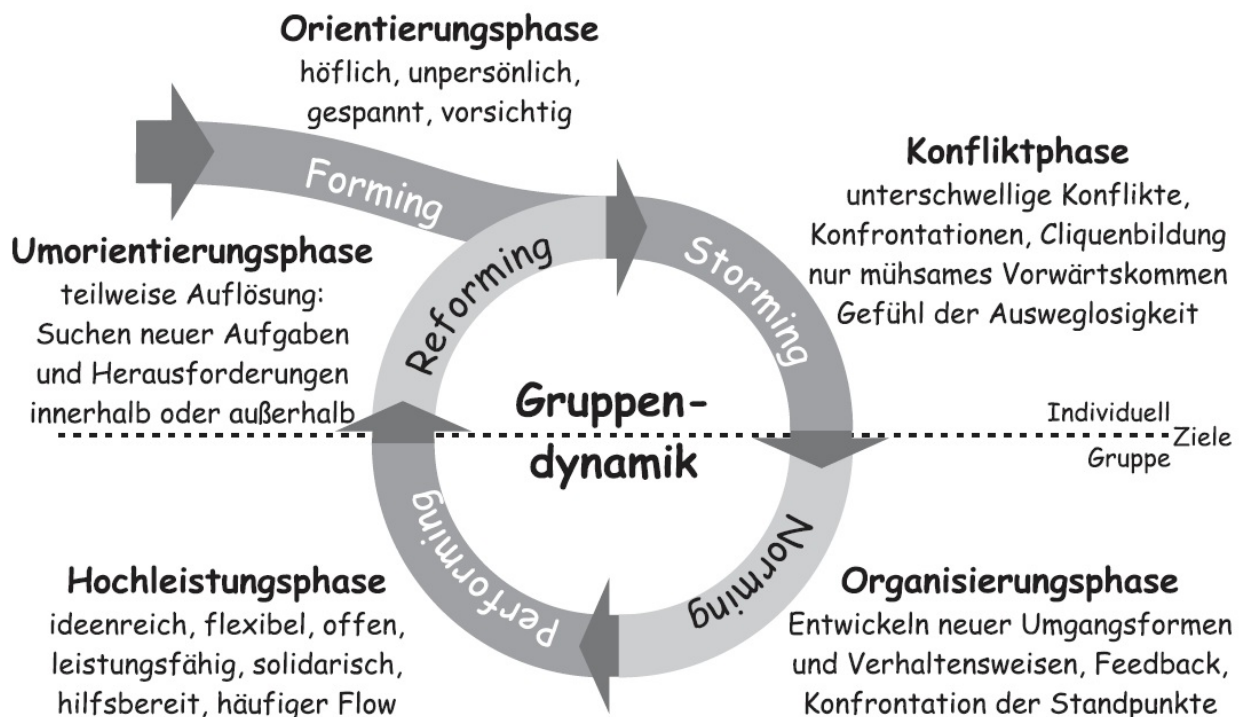 Orientierungsphase
höflich, unpersönlich,
gespannt, vorsichtig
Forming
Konfliktphase
unterschwellige Konflikte,
Konfrontationen, Cliquenbildung
nur mühsames Vorwärtskommen
Gefühl der Ausweglosigkeit
Storming
Umorientierungsphase
teilweise Auflösung:
Suchen neuer Aufgaben
und Herausforderungen
innerhalb oder außerhalb
Reforming
Gruppen-
dynamik
Individuell
Ziele
Gruppe
Norming
Performing
Hochleistungsphase
ideenreich, flexibel, offen,
leistungsfähig, solidarisch,
hilfsbereit, häufiger Flow
Organisierungsphase
Entwickeln neuer Umgangsformen
und Verhaltensweisen, Feedback,
Konfrontation der Standpunkte